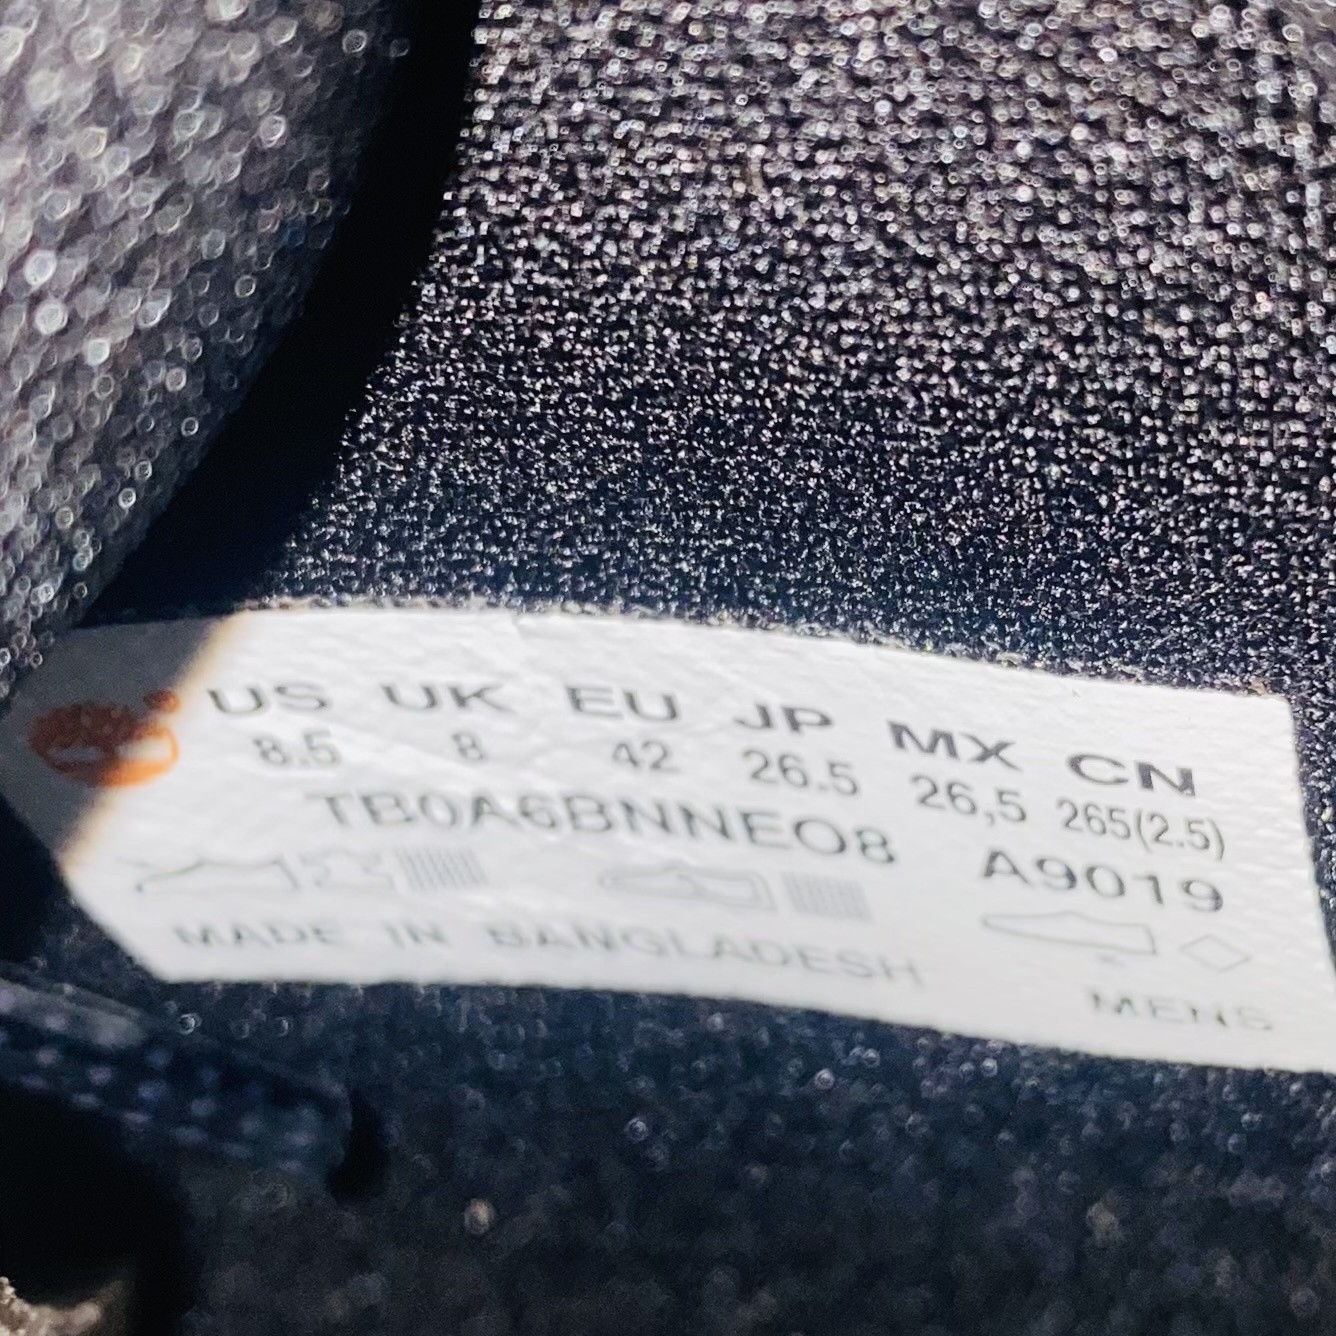 US UK EU JP MX CN
8.5 8 42 26.5 26,5 265(2.5)
TB0A6BNNEO8 A9019
MADE IN BANGLADESH
MENS